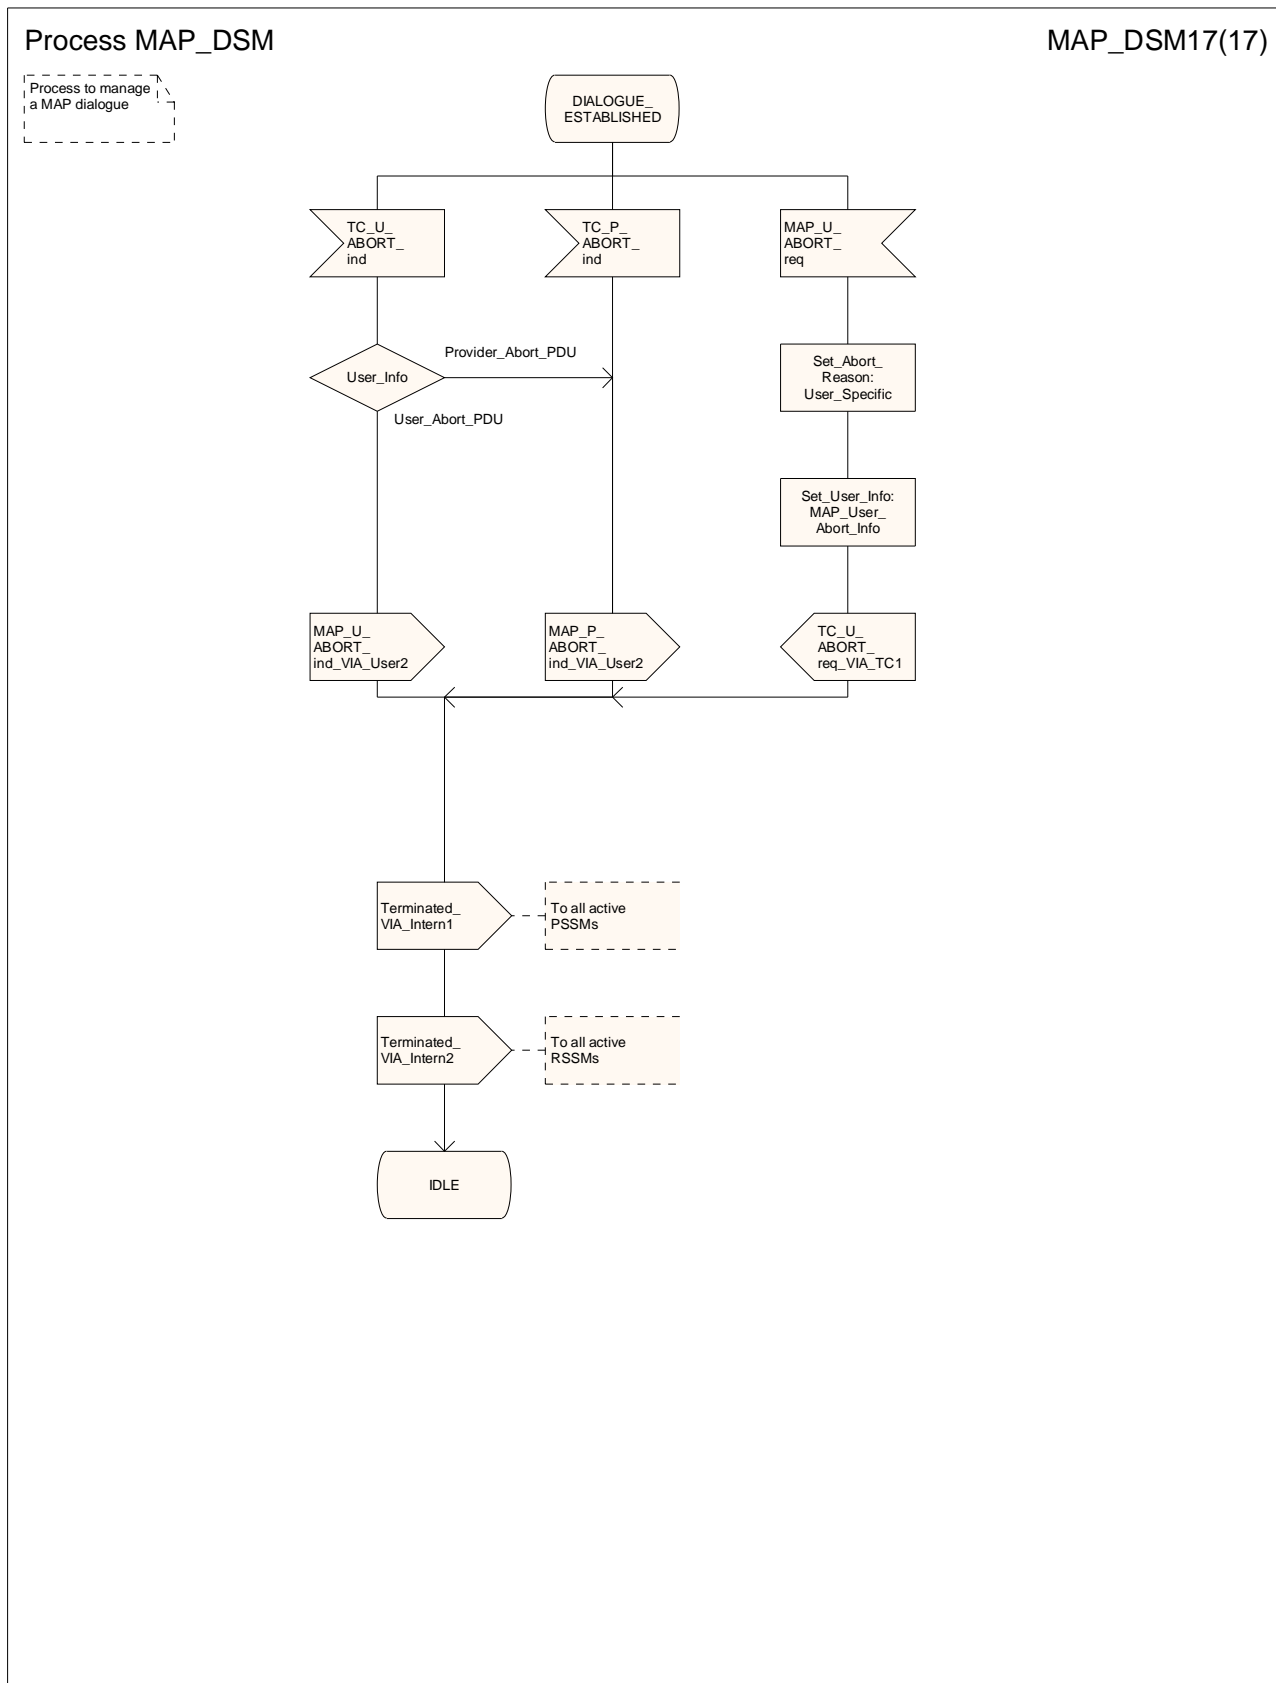 Process MAP_DSM
MAP_DSM17(17)
Process to manage
a MAP dialogue
DIALOGUE_
ESTABLISHED
TC_U_
ABORT_
ind
TC_P_
ABORT_
ind
MAP_U_
ABORT_
req
User_Info
Provider_Abort_PDU
User_Abort_PDU
Set_Abort_
Reason:
User_Specific
Set_User_Info:
MAP_User_
Abort_Info
MAP_U_
ABORT_
ind_VIA_User2
MAP_P_
ABORT_
ind_VIA_User2
TC_U_
ABORT_
req_VIA_TC1
Terminated_
VIA_Intern1
To all active
PSSMs
Terminated_
VIA_Intern2
To all active
RSSMs
IDLE